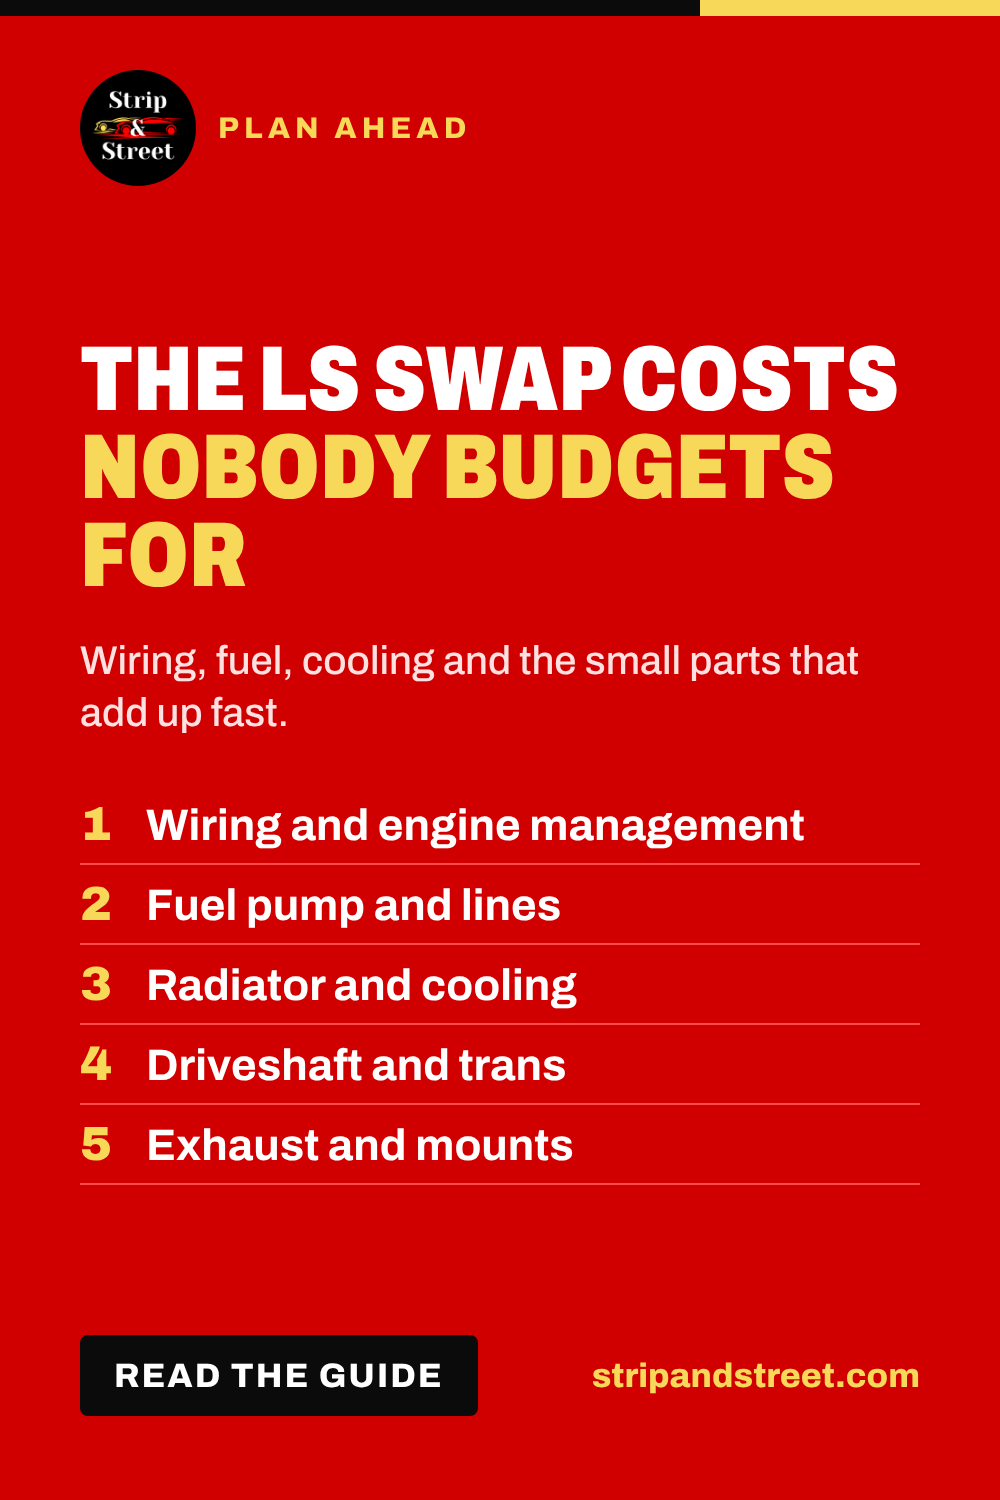 Strip
&
Street
PLAN AHEAD
THE LS SWAP COSTS
NOBODY BUDGETS
FOR
Wiring, fuel, cooling and the small parts that
add up fast.
1 Wiring and engine management
2 Fuel pump and lines
3 Radiator and cooling
4 Driveshaft and trans
5 Exhaust and mounts
READ THE GUIDE
stripandstreet.com